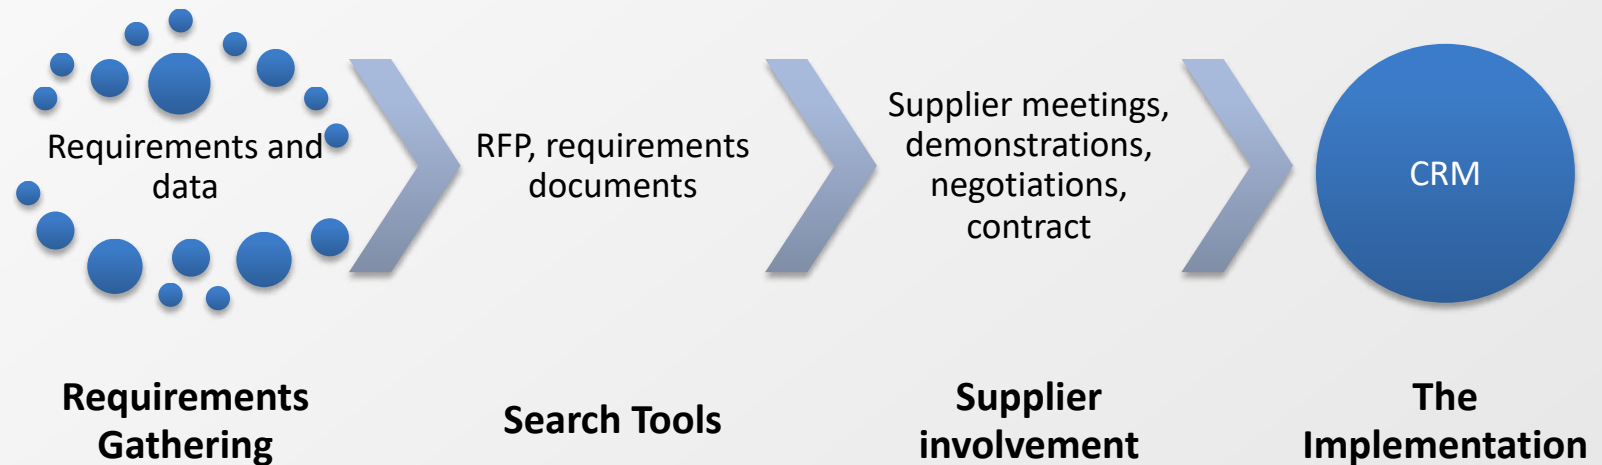 Requirements and
data
RFP, requirements
documents
Supplier meetings,
demonstrations,
negotiations,
contract
CRM
Requirements
Gathering
Search Tools
Supplier
involvement
The
Implementation